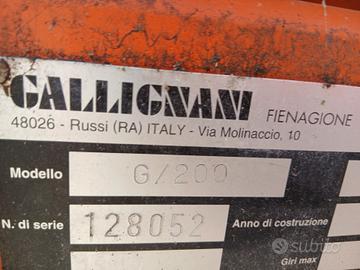 GALLIGNANI FIENAGIONE
48026 - Russi (RA) ITALY - Via Molinaccio, 10
Modello G/200
N. di serie 128052 Anno di costruzione
Giri max
subito